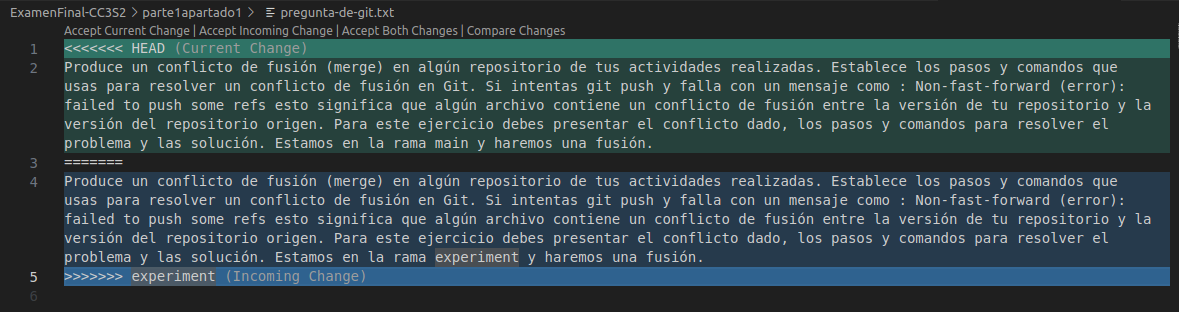 ExamenFinal-CC3S2 > parte1apartado1 > pregunta-de-git.txt
Accept Current Change | Accept Incoming Change | Accept Both Changes | Compare Changes
1 <<<<<<< HEAD (Current Change)
2 Produce un conflicto de fusión (merge) en algún repositorio de tus actividades realizadas. Establece los pasos y comandos que
usas para resolver un conflicto de fusión en Git. Si intentas git push y falla con un mensaje como : Non-fast-forward (error):
failed to push some refs esto significa que algún archivo contiene un conflicto de fusión entre la versión de tu repositorio y la
versión del repositorio origen. Para este ejercicio debes presentar el conflicto dado, los pasos y comandos para resolver el
problema y las solución. Estamos en la rama main y haremos una fusión.
3 =======
4 Produce un conflicto de fusión (merge) en algún repositorio de tus actividades realizadas. Establece los pasos y comandos que
usas para resolver un conflicto de fusión en Git. Si intentas git push y falla con un mensaje como : Non-fast-forward (error):
failed to push some refs esto significa que algún archivo contiene un conflicto de fusión entre la versión de tu repositorio y la
versión del repositorio origen. Para este ejercicio debes presentar el conflicto dado, los pasos y comandos para resolver el
problema y las solución. Estamos en la rama experiment y haremos una fusión.
5 >>>>>>> experiment (Incoming Change)
6